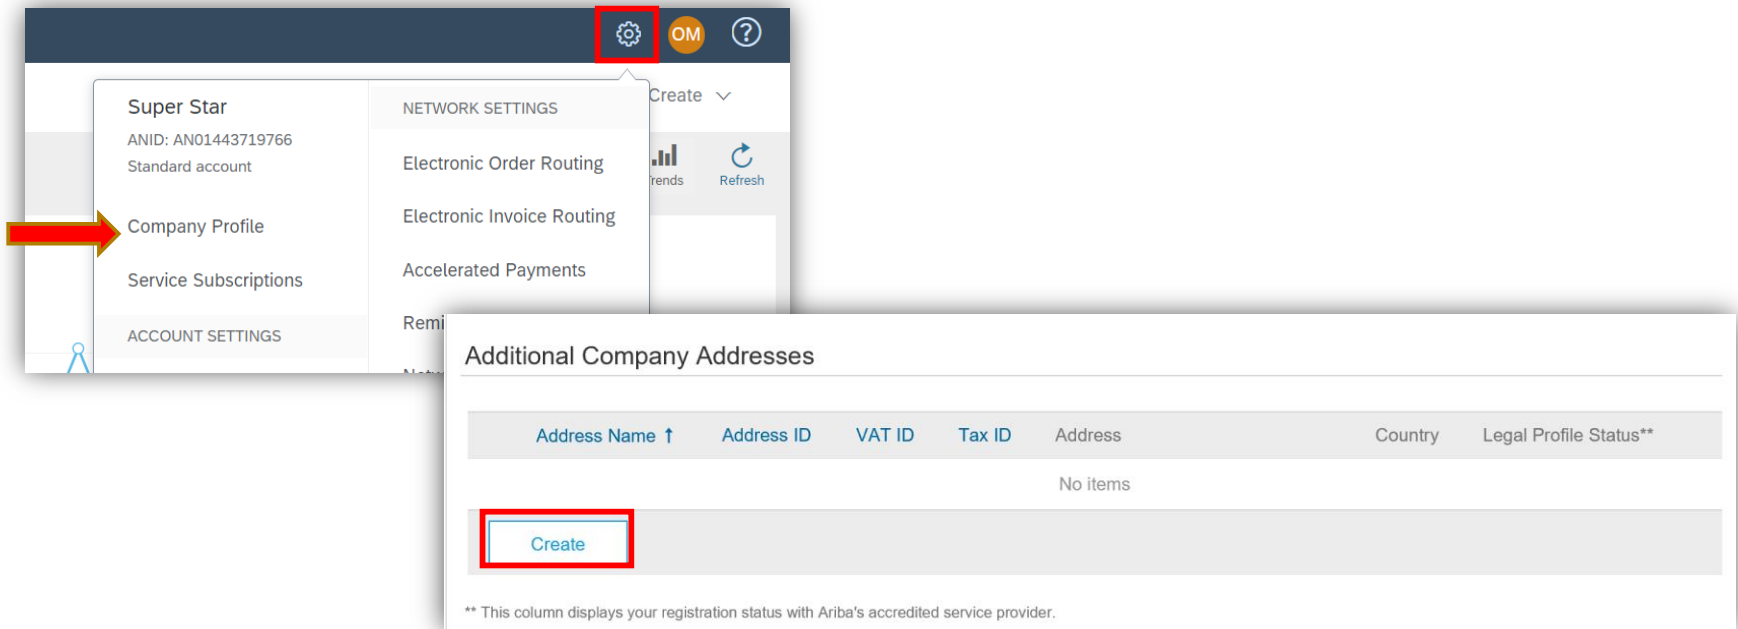 OM
?
Super Star
ANID: AN01443719766
Standard account
Company Profile
Service Subscriptions
ACCOUNT SETTINGS
NETWORK SETTINGS
Electronic Order Routing
Electronic Invoice Routing
Accelerated Payments
Remi
Create
rends
Refresh
Additional Company Addresses
Address Name ↑ Address ID VAT ID Tax ID Address Country Legal Profile Status**
No items
Create
** This column displays your registration status with Ariba's accredited service provider.